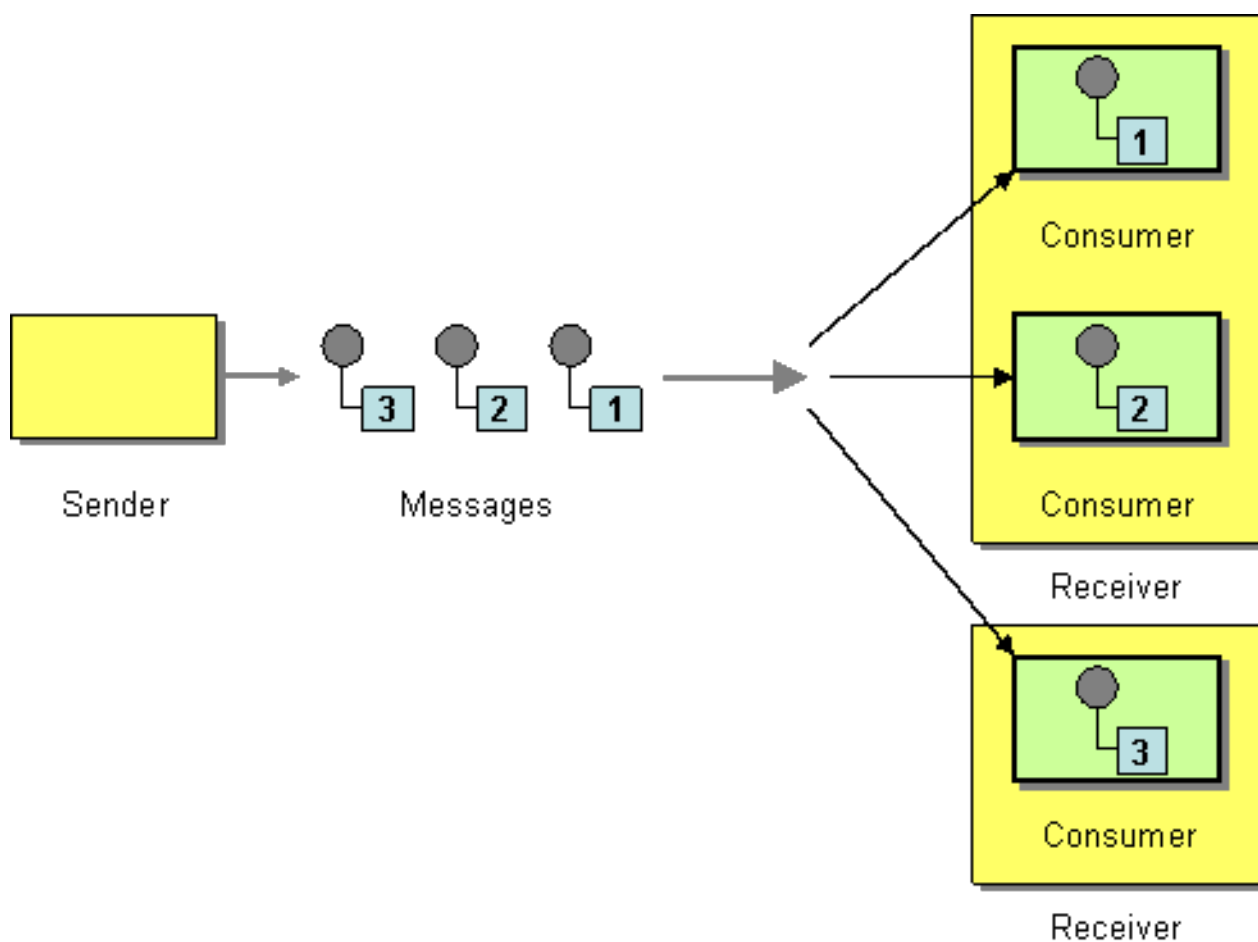 1
Consumer
3 2 1
2
Sender
Messages
Consumer
Receiver
3
Consumer
Receiver